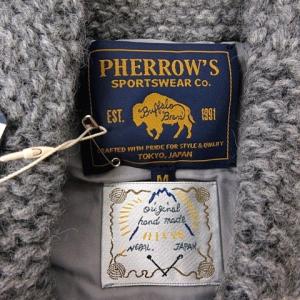 PHERROW'S
SPORTSWEAR Co.
"Buffalo Bros"
EST. 1991
CRAFTED WITH PRIDE FOR STYLE & QUALITY
TOKYO, JAPAN
M
original
hand made
NEPAL, JAPAN